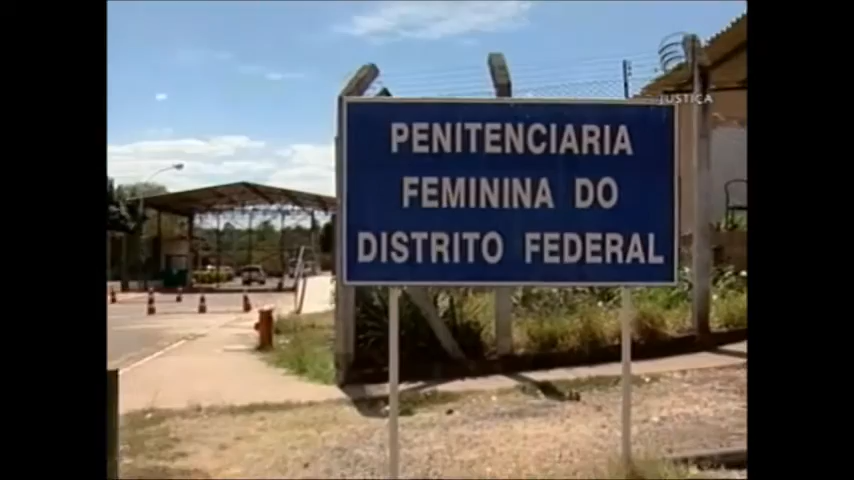 JUSTIÇA
PENITENCIARIA
FEMININA DO
DISTRITO FEDERAL